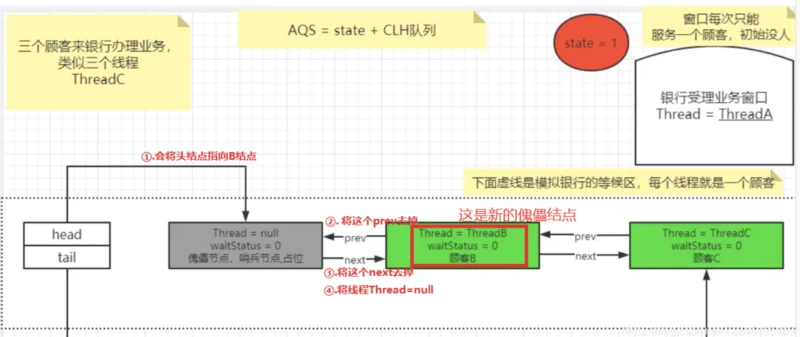 三个顾客来银行办理业务，
类似三个线程
ThreadC
AQS = state + CLH队列
state = 1
窗口每次只能
服务一个顾客，初始没人
银行受理业务窗口
Thread = ThreadA
①.会将头结点指向B结点
下面虚线是模拟银行的等候区，每个线程就是一个顾客
这是新的傀儡结点
②. 将这个prev去掉
head
tail
Thread = null
waitStatus = 0
傀儡节点，哨兵节点,占位
prev
next
Thread = ThreadB
waitStatus = 0
顾客B
prev
next
Thread = ThreadC
waitStatus = 0
顾客C
③.将这个next去掉
④.将线程Thread=null